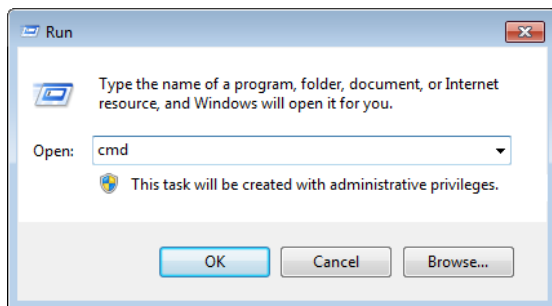 Run
Type the name of a program, folder, document, or Internet
resource, and Windows will open it for you.
Open: cmd
This task will be created with administrative privileges.
OK Cancel Browse...